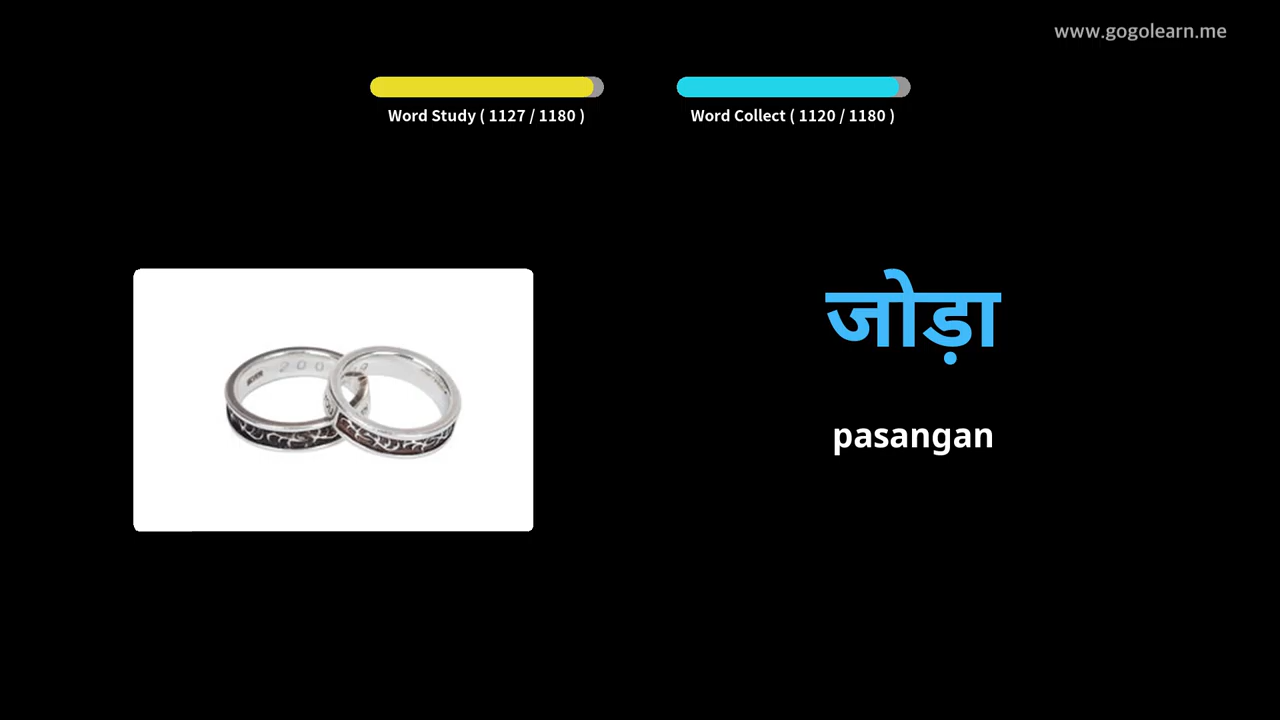 www.gogolearn.me
Word Study ( 1127 / 1180 )
Word Collect ( 1120 / 1180 )
जोड़ा
pasangan